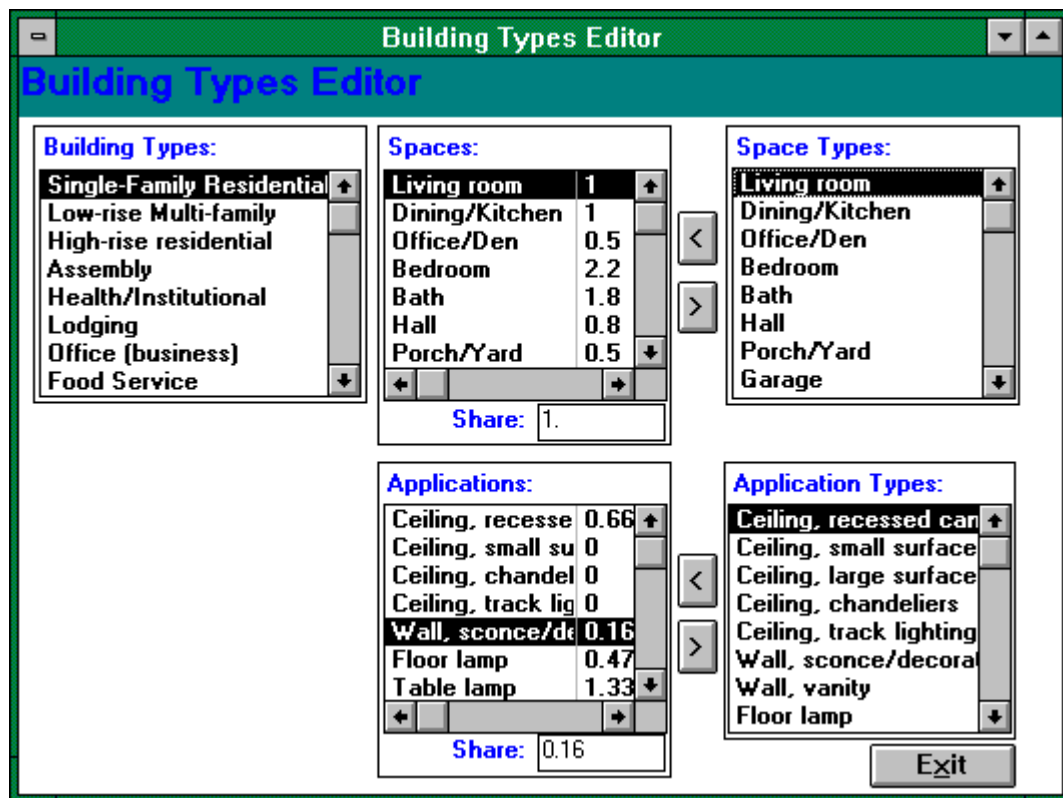 Building Types Editor
Building Types Editor
Building Types:
Single-Family Residential
Low-rise Multi-family
High-rise residential
Assembly
Health/Institutional
Lodging
Office (business)
Food Service
Spaces:
Living room 1
Dining/Kitchen 1
Office/Den 0.5
Bedroom 2.2
Bath 1.8
Hall 0.8
Porch/Yard 0.5
Share: 1.
<
>
Space Types:
Living room
Dining/Kitchen
Office/Den
Bedroom
Bath
Hall
Porch/Yard
Garage
Applications:
Ceiling, recesse 0.66
Ceiling, small su 0
Ceiling, chandel 0
Ceiling, track lig 0
Wall, sconce/de 0.16
Floor lamp 0.47
Table lamp 1.33
Share: 0.16
<
>
Application Types:
Ceiling, recessed can
Ceiling, small surface
Ceiling, large surface
Ceiling, chandeliers
Ceiling, track lighting
Wall, sconce/decorat
Wall, vanity
Floor lamp
Exit